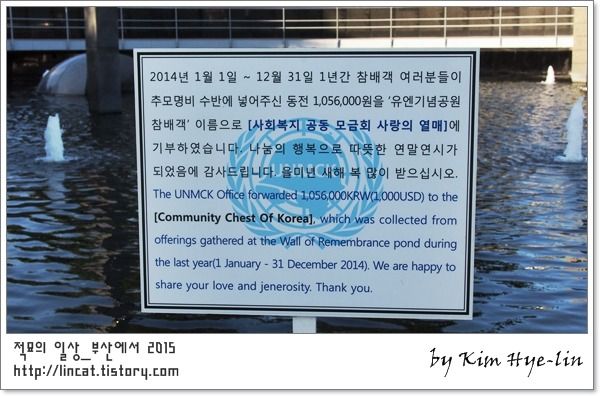 2014년 1월 1일 ~ 12월 31일 1년간 참배객 여러분들이
추모명비 수반에 넣어주신 동전 1,056,000원을 '유엔기념공원
참배객' 이름으로 [사회복지 공동 모금회 사랑의 열매]에
기부하였습니다. 나눔의 행복으로 따뜻한 연말연시가
되었음에 감사드립니다. 을미년 새해 복 많이 받으십시오.
The UNMCK Office forwarded 1,056,000KRW(1,000USD) to the
[Community Chest Of Korea], which was collected from
offerings gathered at the Wall of Remembrance pond during
the last year(1 January - 31 December 2014). We are happy to
share your love and jenerosity. Thank you.
UNMCK
적묘의 일상_부산에서 2015
http://lincat.tistory.com
by Kim Hye-lin